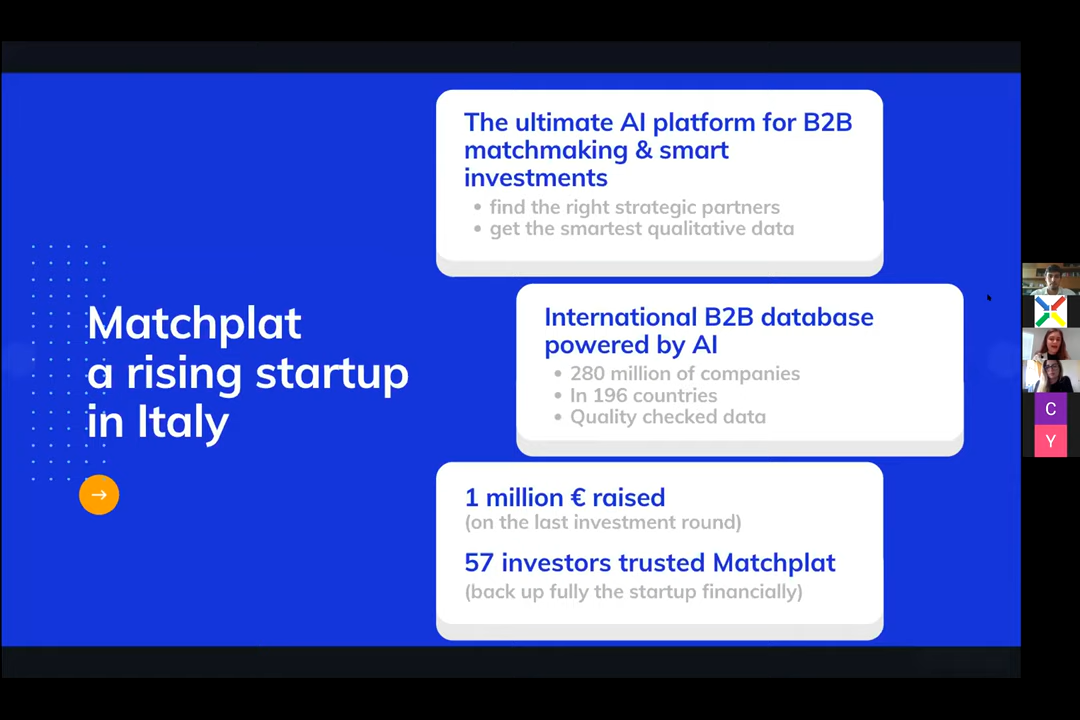 Matchplat
a rising startup
in Italy
The ultimate AI platform for B2B
matchmaking & smart
investments
• find the right strategic partners
• get the smartest qualitative data
International B2B database
powered by AI
• 280 million of companies
• In 196 countries
• Quality checked data
1 million € raised
(on the last investment round)
57 investors trusted Matchplat
(back up fully the startup financially)
C
Y